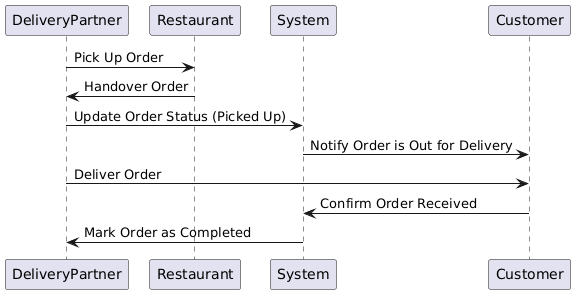 DeliveryPartner Restaurant System Customer
Pick Up Order
Handover Order
Update Order Status (Picked Up)
Notify Order is Out for Delivery
Deliver Order
Confirm Order Received
Mark Order as Completed
DeliveryPartner Restaurant System Customer